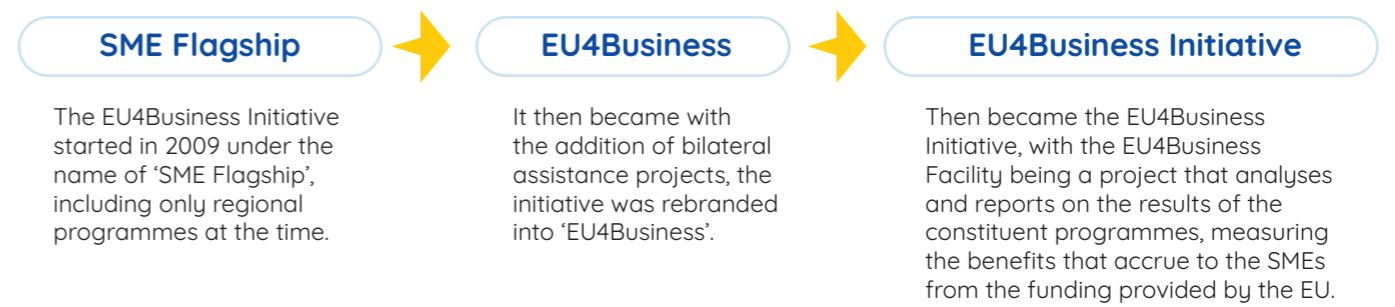 SME Flagship
The EU4Business Initiative
started in 2009 under the
name of ‘SME Flagship’,
including only regional
programmes at the time.
EU4Business
It then became with
the addition of bilateral
assistance projects, the
initiative was rebranded
into ‘EU4Business’.
EU4Business Initiative
Then became the EU4Business
Initiative, with the EU4Business
Facility being a project that analyses
and reports on the results of the
constituent programmes, measuring
the benefits that accrue to the SMEs
from the funding provided by the EU.